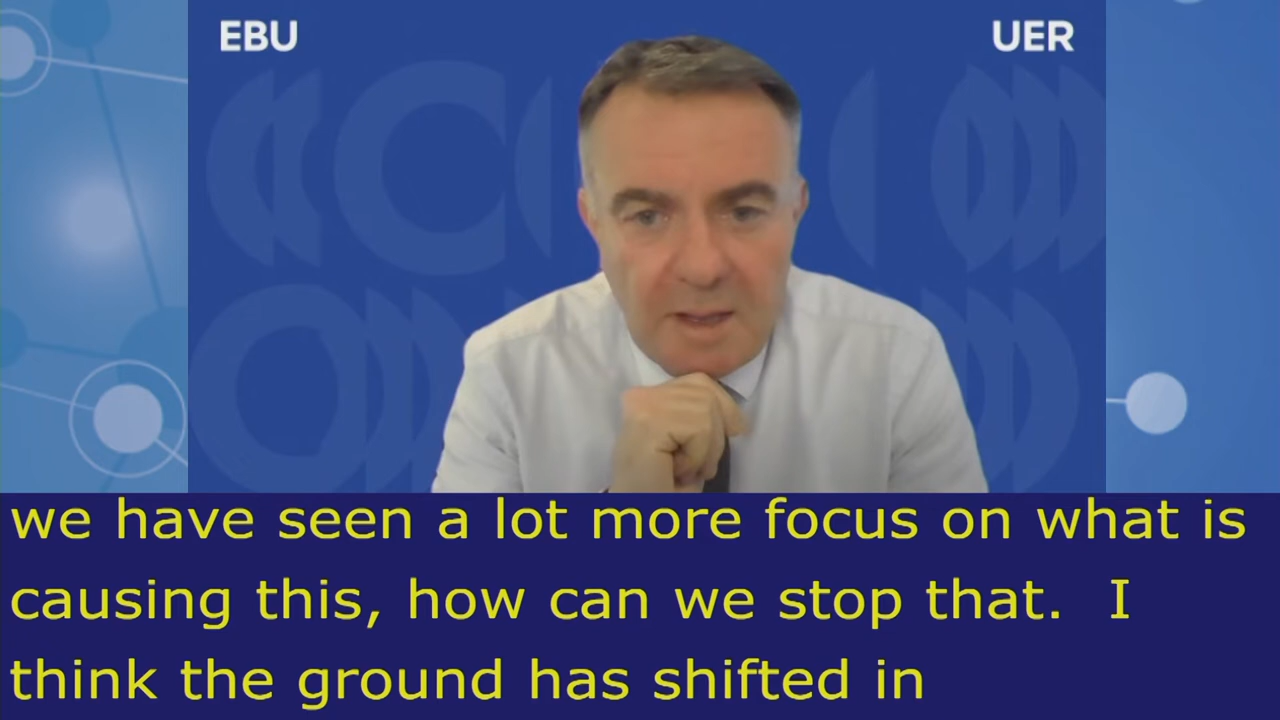 EBU UER
we have seen a lot more focus on what is
causing this, how can we stop that.  I
think the ground has shifted in